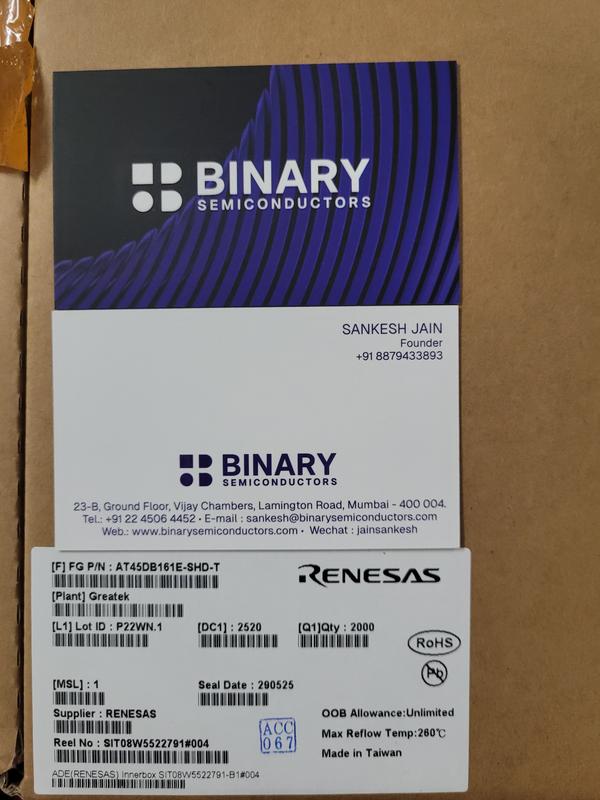 BINARY
SEMICONDUCTORS
SANKESH JAIN
Founder
+91 8879433893
BINARY
SEMICONDUCTORS
23-B, Ground Floor, Vijay Chambers, Lamington Road, Mumbai - 400 004.
Tel.: +91 22 4506 4452 • E-mail : sankesh@binarysemiconductors.com
Web.: www.binarysemiconductors.com • Wechat : jainsankesh
[F] FG P/N : AT45DB161E-SHD-T
RENESAS
[Plant] Greatek
[L1] Lot ID : P22WN.1 [DC1] : 2520 [Q1]Qty : 2000
RoHS
Pb
[MSL] : 1 Seal Date : 290525
Supplier : RENESAS
OOB Allowance:Unlimited
ACC
067
Max Reflow Temp:260℃
Reel No : SIT08W5522791#004
Made in Taiwan
ADE(RENESAS) Innerbox SIT08W5522791-B1#004